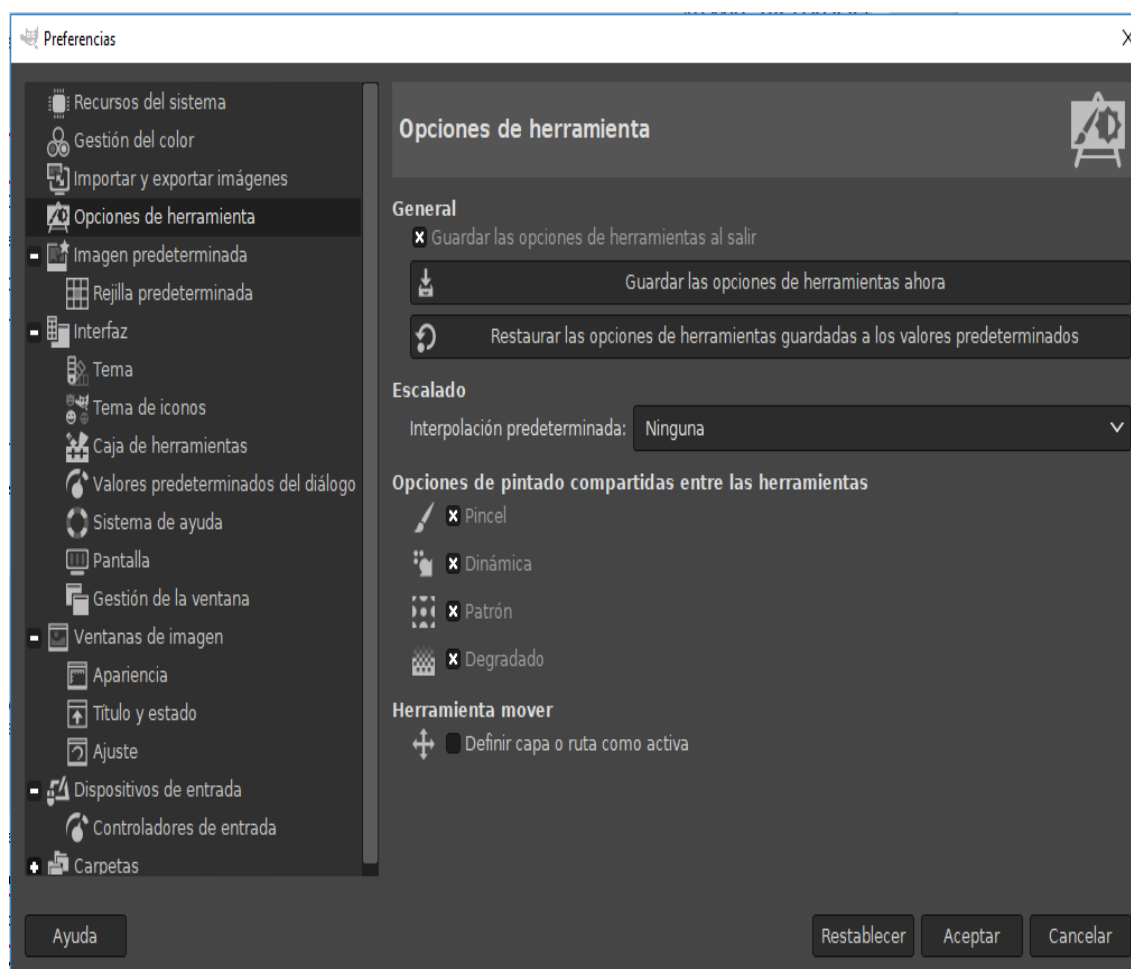 Preferencias
Recursos del sistema
Gestión del color
Importar y exportar imágenes
Opciones de herramienta
Imagen predeterminada
Rejilla predeterminada
Interfaz
Tema
Tema de iconos
Caja de herramientas
Valores predeterminados del diálogo
Sistema de ayuda
Pantalla
Gestión de la ventana
Ventanas de imagen
Apariencia
Título y estado
Ajuste
Dispositivos de entrada
Controladores de entrada
Carpetas
Opciones de herramienta
General
Guardar las opciones de herramientas al salir
Guardar las opciones de herramientas ahora
Restaurar las opciones de herramientas guardadas a los valores predeterminados
Escalado
Interpolación predeterminada: Ninguna
Opciones de pintado compartidas entre las herramientas
Pincel
Dinámica
Patrón
Degradado
Herramienta mover
Definir capa o ruta como activa
Ayuda
Restablecer
Aceptar
Cancelar